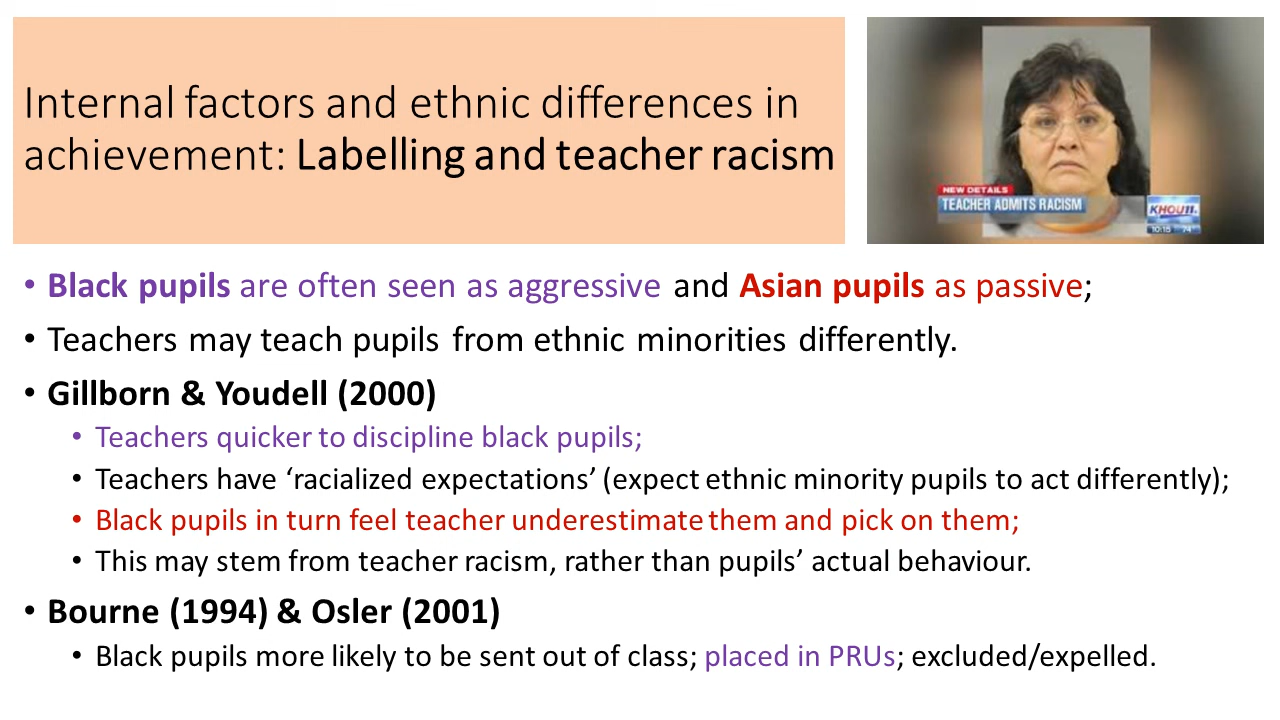 Internal factors and ethnic differences in
achievement: Labelling and teacher racism
NEW DETAILS
TEACHER ADMITS RACISM
KHOU11.
10:15 74°
• Black pupils are often seen as aggressive and Asian pupils as passive;
• Teachers may teach pupils from ethnic minorities differently.
• Gillborn & Youdell (2000)
• Teachers quicker to discipline black pupils;
• Teachers have ‘racialized expectations’ (expect ethnic minority pupils to act differently);
• Black pupils in turn feel teacher underestimate them and pick on them;
• This may stem from teacher racism, rather than pupils’ actual behaviour.
• Bourne (1994) & Osler (2001)
• Black pupils more likely to be sent out of class; placed in PRUs; excluded/expelled.